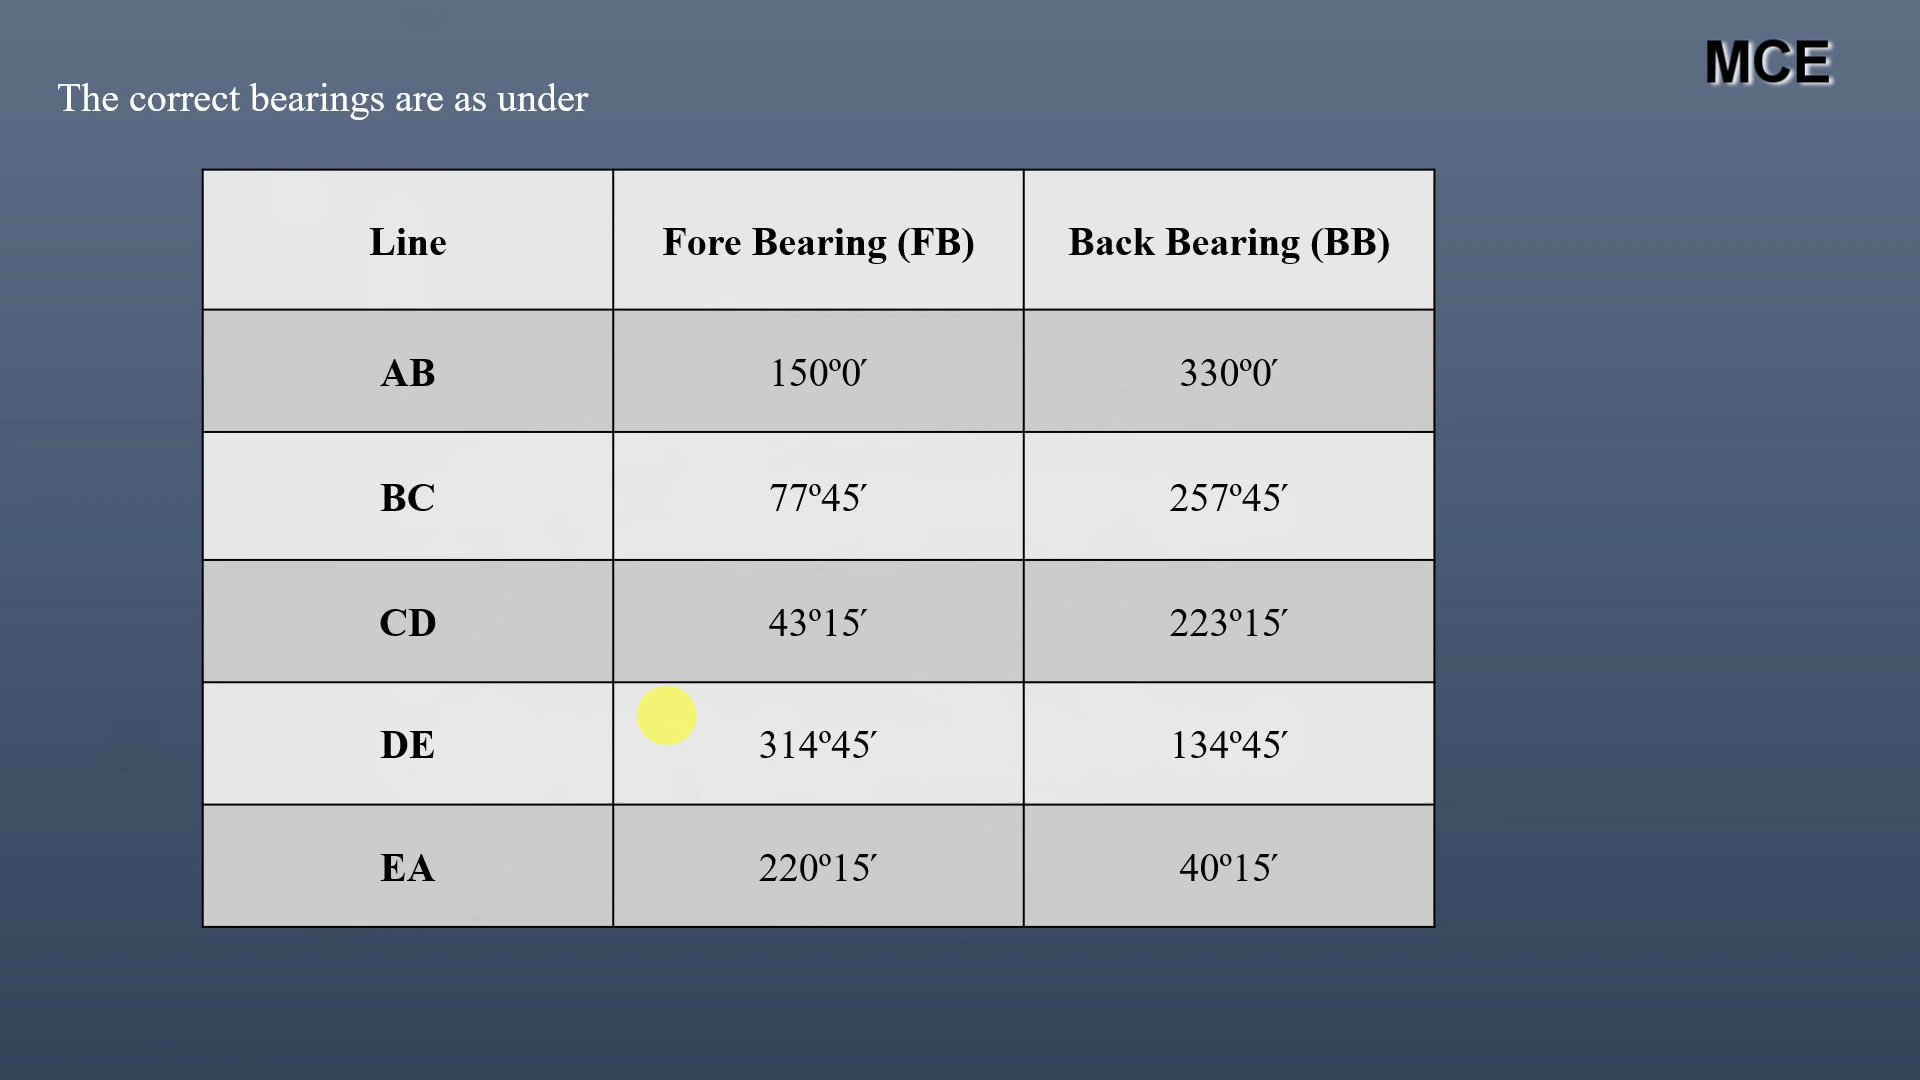 MCE
The correct bearings are as under
Line Fore Bearing (FB) Back Bearing (BB)
AB 150º0′ 330º0′
BC 77º45′ 257º45′
CD 43º15′ 223º15′
DE 314º45′ 134º45′
EA 220º15′ 40º15′